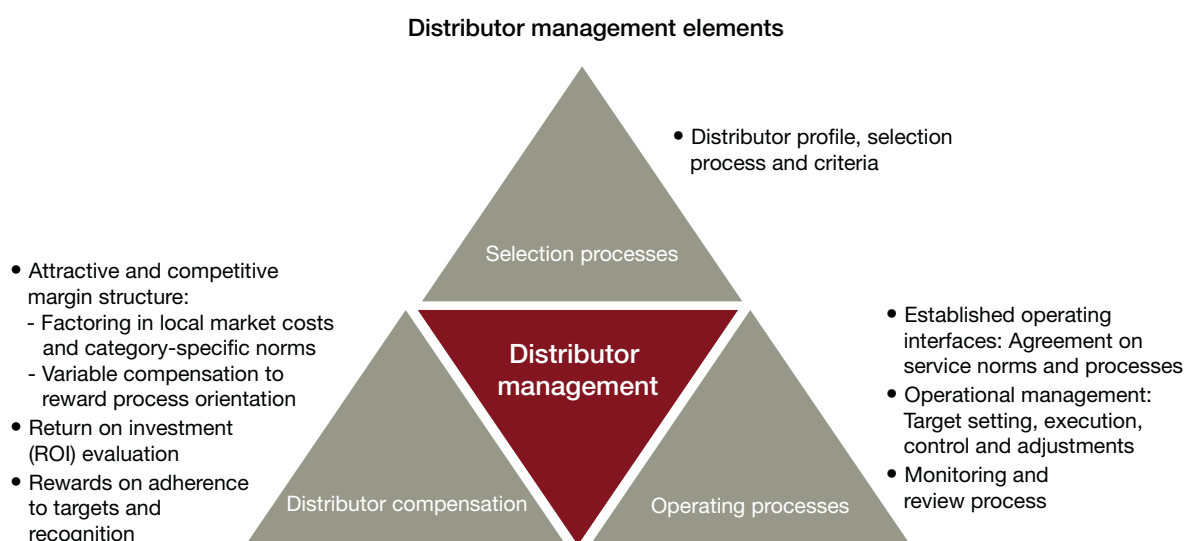 Distributor management elements
• Distributor profile, selection
process and criteria
Selection processes
• Attractive and competitive
margin structure:
- Factoring in local market costs
and category-specific norms
- Variable compensation to
reward process orientation
• Return on investment
(ROI) evaluation
• Rewards on adherence
to targets and
recognition
Distributor
management
• Established operating
interfaces: Agreement on
service norms and processes
• Operational management:
Target setting, execution,
control and adjustments
• Monitoring and
review process
Distributor compensation
Operating processes